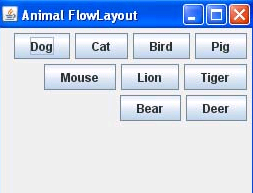 Animal FlowLayout
Dog Cat Bird Pig
Mouse Lion Tiger
Bear Deer